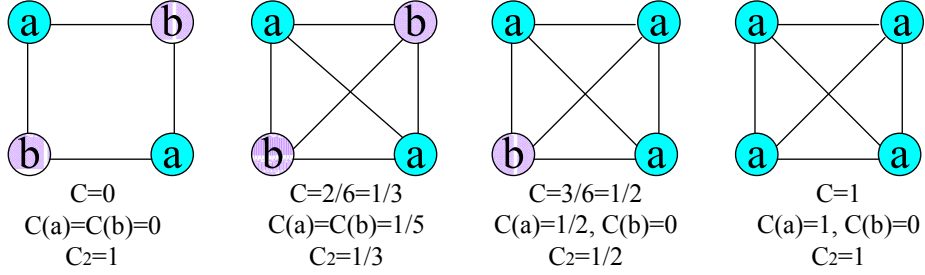 a b a b a a a a
b a b a b a a a
C=0 C=2/6=1/3 C=3/6=1/2 C=1
C(a)=C(b)=0 C(a)=C(b)=1/5 C(a)=1/2, C(b)=0 C(a)=1, C(b)=0
C2=1 C2=1/3 C2=1/2 C2=1